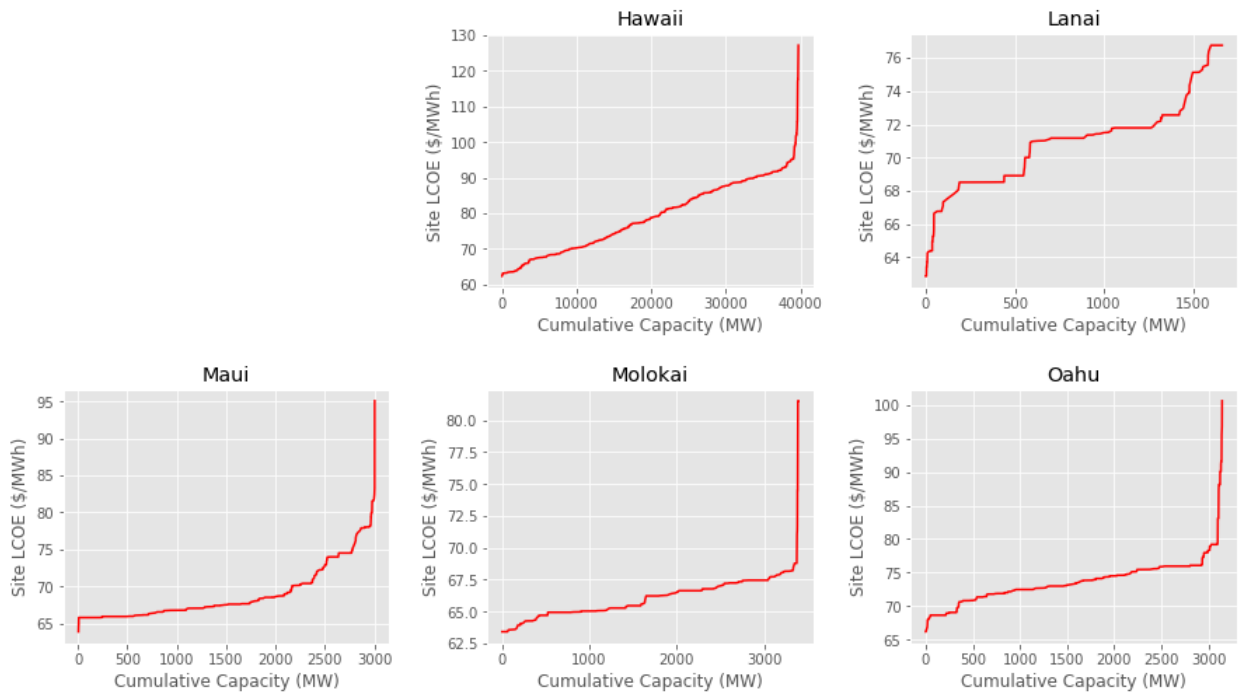 Hawaii
130
120
110
100
90
80
70
60
Site LCOE ($/MWh)
0 10000 20000 30000 40000
Cumulative Capacity (MW)
Lanai
76
74
72
70
68
66
64
Site LCOE ($/MWh)
0 500 1000 1500
Cumulative Capacity (MW)
Maui
95
90
85
80
75
70
65
Site LCOE ($/MWh)
0 500 1000 1500 2000 2500 3000
Cumulative Capacity (MW)
Molokai
80.0
77.5
75.0
72.5
70.0
67.5
65.0
62.5
Site LCOE ($/MWh)
0 1000 2000 3000
Cumulative Capacity (MW)
Oahu
100
95
90
85
80
75
70
65
Site LCOE ($/MWh)
0 500 1000 1500 2000 2500 3000
Cumulative Capacity (MW)